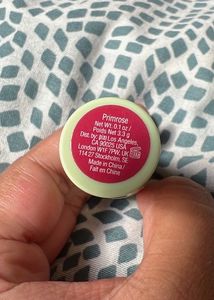 Primrose
Net Wt. 0.1 oz /
Poids Net 3.3 g
Dist. by: pixi Los Angeles,
CA 90025 USA
London W1F 7PW, UK
114 27 Stockholm, SE
Made in China /
Fait en Chine